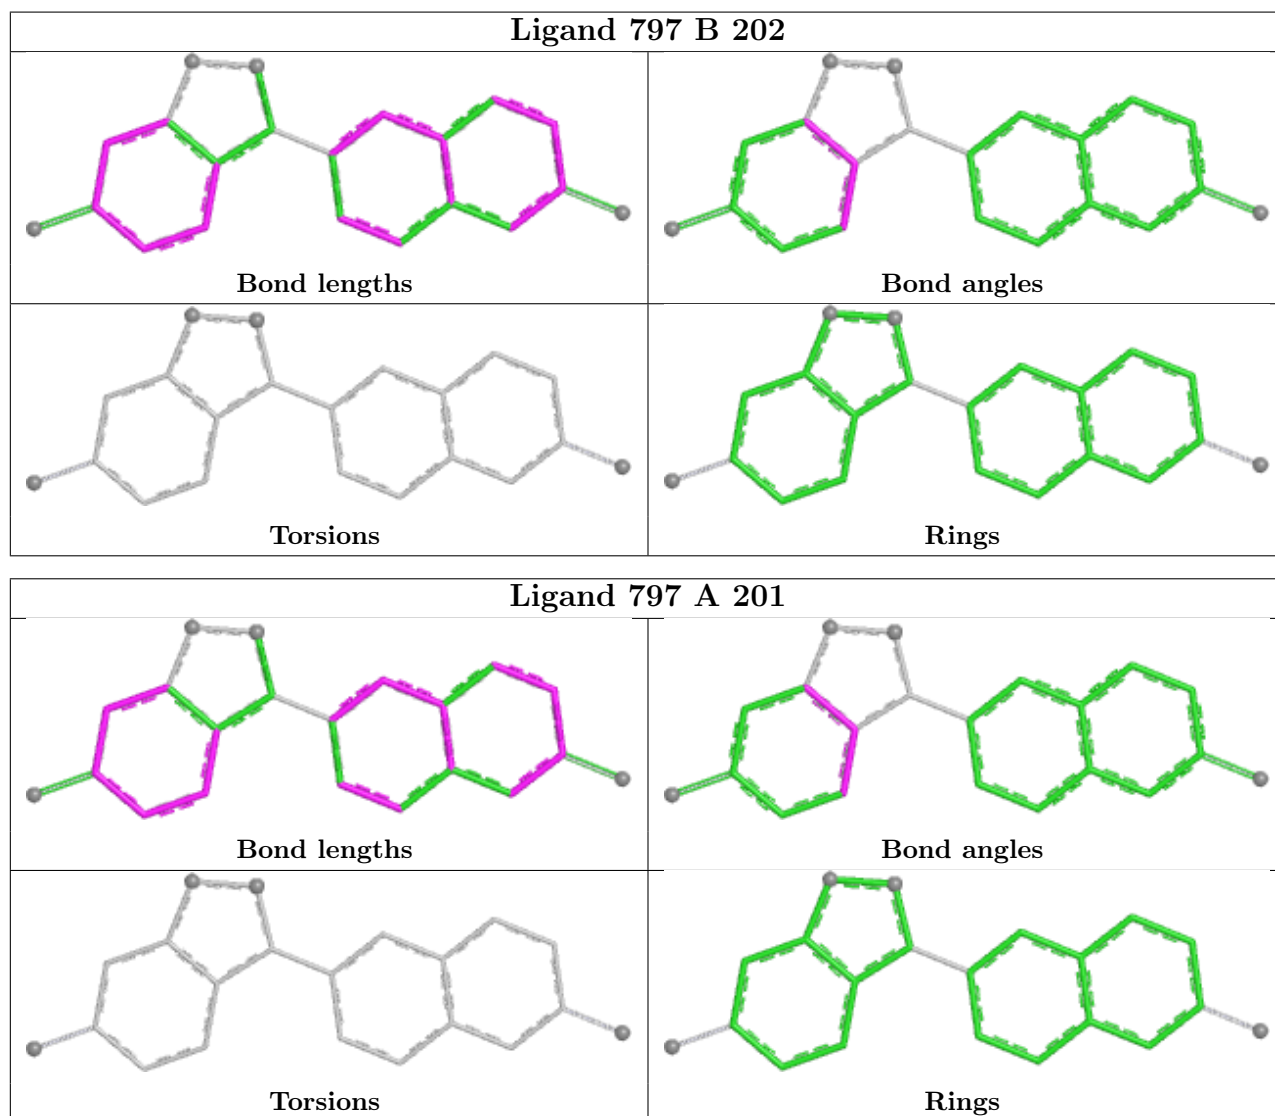 Ligand 797 B 202
Bond lengths
Bond angles
Torsions
Rings
Ligand 797 A 201
Bond lengths
Bond angles
Torsions
Rings